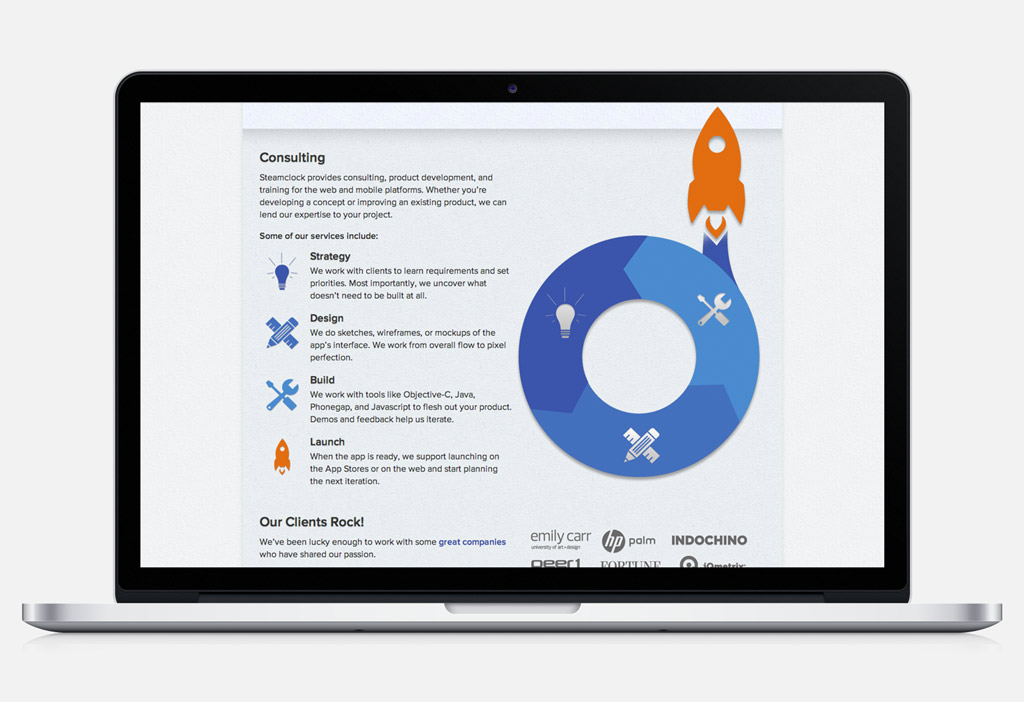 Consulting
Steamclock provides consulting, product development, and
training for the web and mobile platforms. Whether you're
developing a concept or improving an existing product, we can
lend our expertise to your project.
Some of our services include:
Strategy
We work with clients to learn requirements and set
priorities. Most importantly, we uncover what
doesn't need to be built at all.
Design
We do sketches, wireframes, or mockups of the
app's interface. We work from overall flow to pixel
perfection.
Build
We work with tools like Objective-C, Java,
Phonegap, and Javascript to flesh out your product.
Demos and feedback help us iterate.
Launch
When the app is ready, we support launching on
the App Stores or on the web and start planning
the next iteration.
Our Clients Rock!
We've been lucky enough to work with some great companies
who have shared our passion.
emily carr
university of art + design
hp palm
INDOCHINO
peer1
FORTUNE
iQmetrix